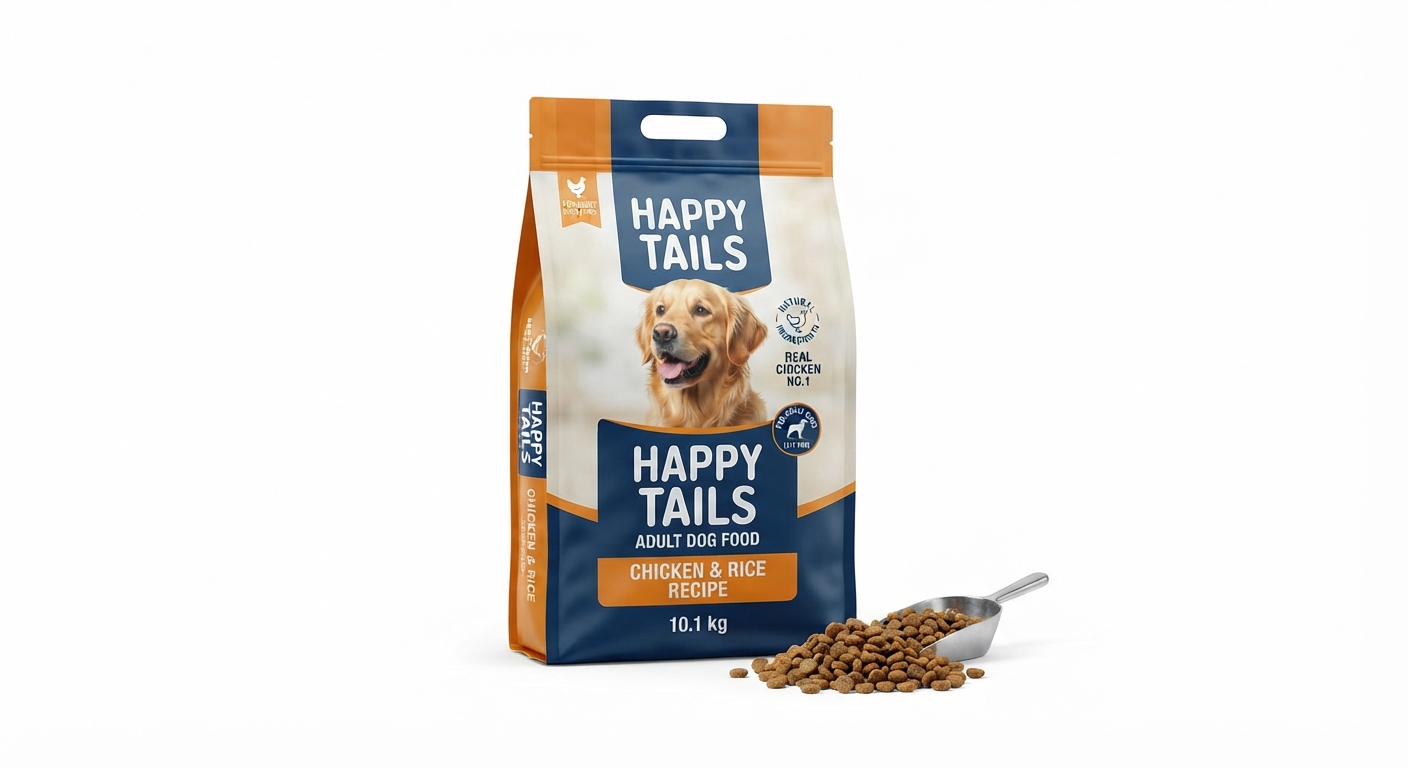 HAPPY
TAILS
REAL
CIOCKEN
NO.1
HAPPY
TAILS
ADULT DOG FOOD
CHICKEN & RICE
RECIPE
10.1 kg
HAPPY
TAILS
CHICKEN & RICE